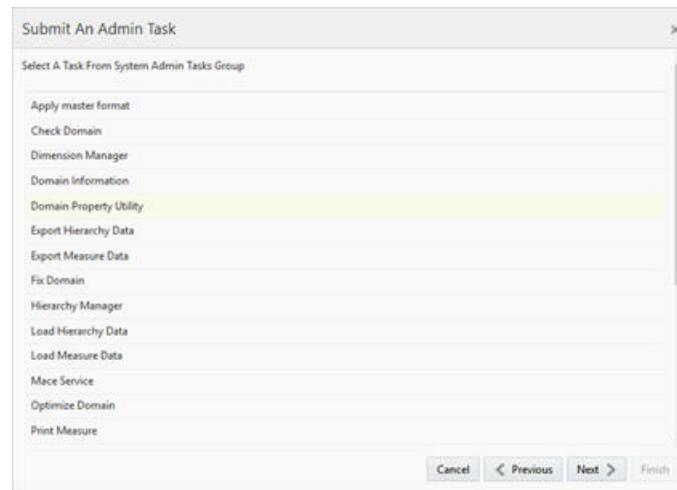 Submit An Admin Task
Select A Task From System Admin Tasks Group
Apply master format
Check Domain
Dimension Manager
Domain Information
Domain Property Utility
Export Hierarchy Data
Export Measure Data
Fix Domain
Hierarchy Manager
Load Hierarchy Data
Load Measure Data
Mace Service
Optimize Domain
Print Measure
Cancel Previous Next Finish